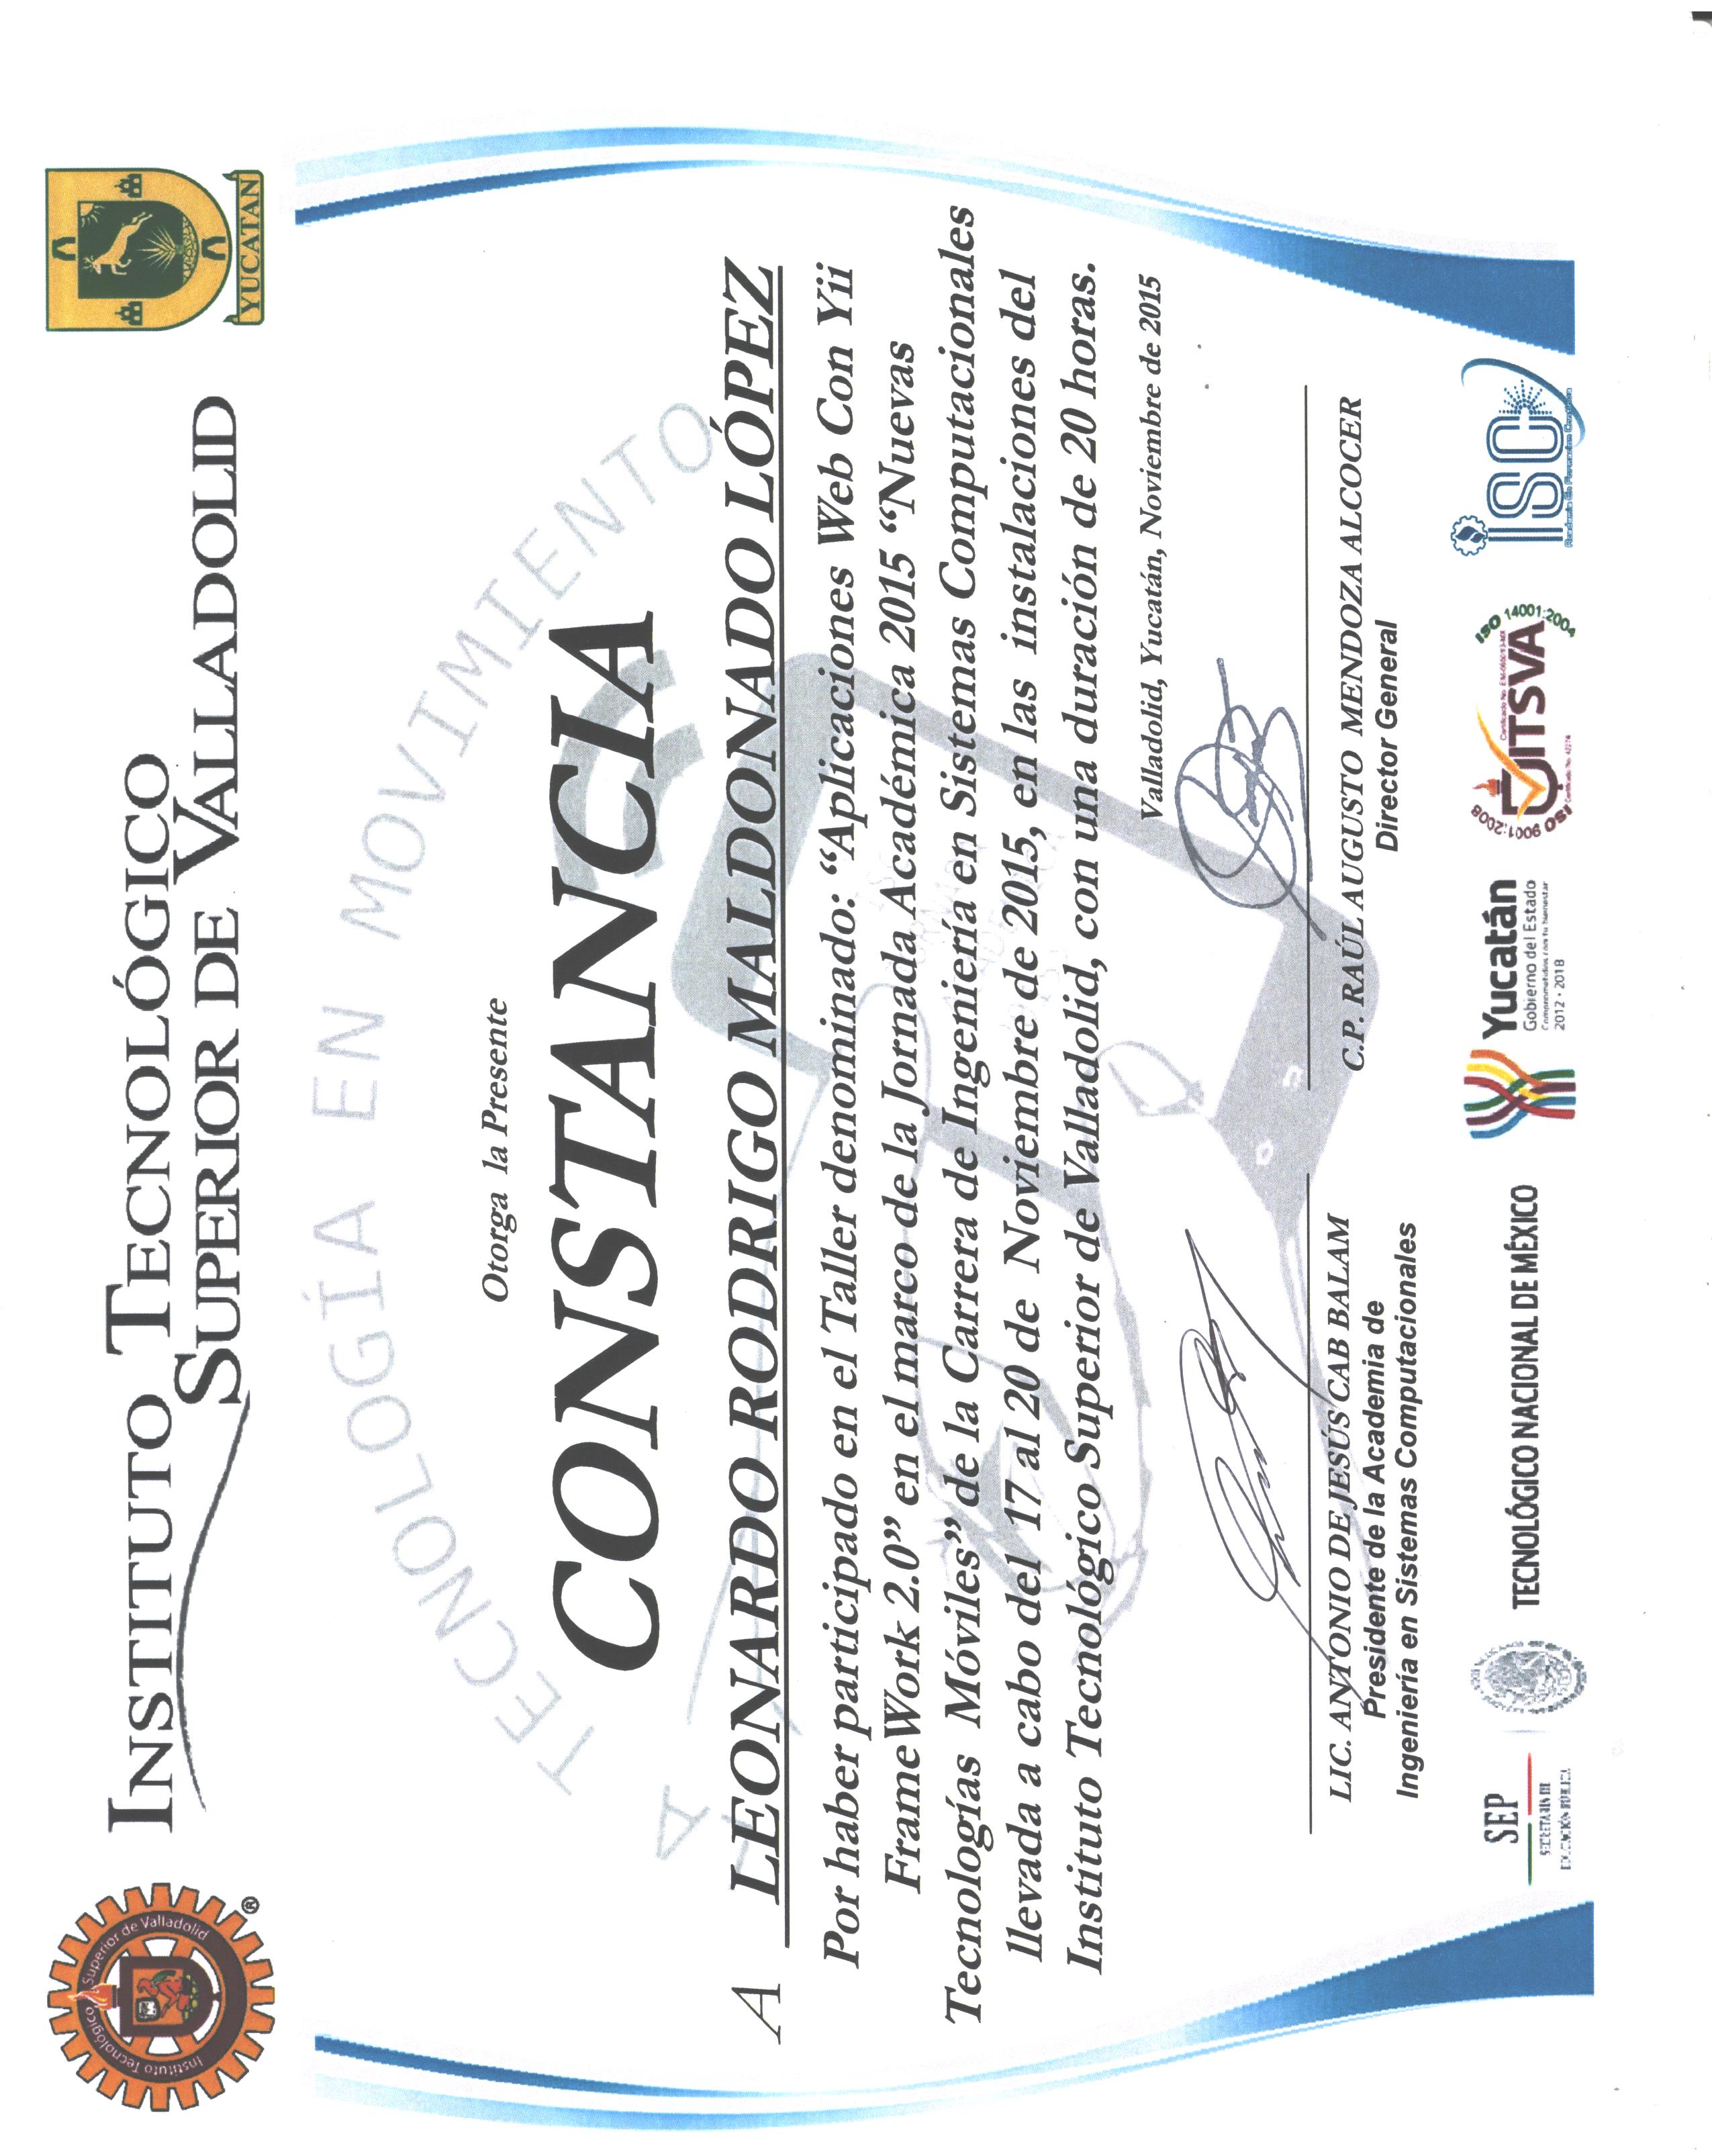 Instituto Tecnológico Superior de Valladolid
®
INSTITUTO TECNOLÓGICO
SUPERIOR DE VALLADOLID
YUCATAN
LA TECNOLOGÍA EN MOVIMIENTO
Otorga la Presente
CONSTANCIA
A LEONARDO RODRIGO MALDONADO LÓPEZ
Por haber participado en el Taller denominado: “Aplicaciones Web Con Yii
FrameWork 2.0” en el marco de la Jornada Académica 2015 “Nuevas
Tecnologías Móviles” de la Carrera de Ingeniería en Sistemas Computacionales
llevada a cabo del 17 al 20 de Noviembre de 2015, en las instalaciones del
Instituto Tecnológico Superior de Valladolid, con una duración de 20 horas.
Valladolid, Yucatán, Noviembre de 2015
LIC. ANTONIO DE JESÚS CAB BALAM
Presidente de la Academia de
Ingeniería en Sistemas Computacionales
C.P. RAÚL AUGUSTO MENDOZA ALCOCER
Director General
SEP
SECRETARÍA DE
EDUCACIÓN PÚBLICA
TECNOLÓGICO NACIONAL DE MÉXICO
Yucatán
Gobierno del Estado
Comprometidos con tu bienestar
2012 • 2018
ISO 9001:2008
ITSVA
ISO 14001:2004
ISC